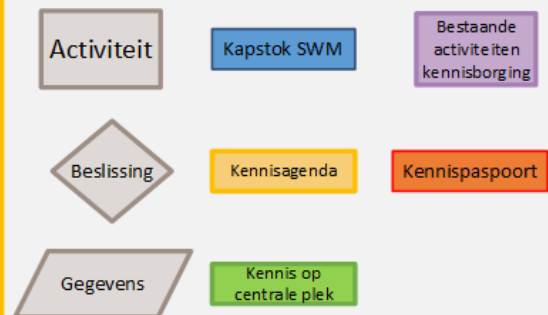 Activiteit
Kapstok SWM
Bestaande
activiteiten
kennisborging
Beslissing
Kennisagenda
Kennispaspoort
Gegevens
Kennis op
centrale plek